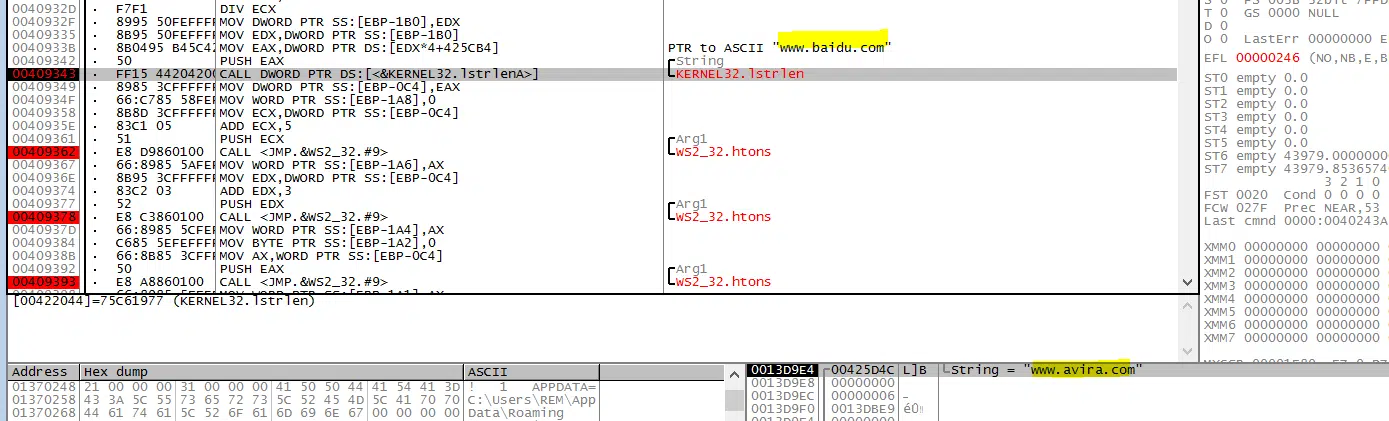 0040932D F7F1 DIV ECX
0040932F 8995 50FEFFFF MOV DWORD PTR SS:[EBP-1B0],EDX
00409335 8B95 50FEFFFF MOV EDX,DWORD PTR SS:[EBP-1B0]
0040933B 8B0495 B45C42 MOV EAX,DWORD PTR DS:[EDX*4+425CB4] PTR to ASCII "www.baidu.com"
00409342 50 PUSH EAX String
00409343 FF15 44204200 CALL DWORD PTR DS:[<&KERNEL32.lstrlenA>] KERNEL32.lstrlen
00409349 8985 3CFFFFFF MOV DWORD PTR SS:[EBP-0C4],EAX
0040934F 66:C785 58FEF MOV WORD PTR SS:[EBP-1A8],0
00409358 8B8D 3CFFFFFF MOV ECX,DWORD PTR SS:[EBP-0C4]
0040935E 83C1 05 ADD ECX,5
00409361 51 PUSH ECX Arg1
00409362 E8 D9860100 CALL <JMP.&WS2_32.#9> WS2_32.htons
00409367 66:8985 5AFEF MOV WORD PTR SS:[EBP-1A6],AX
0040936E 8B95 3CFFFFFF MOV EDX,DWORD PTR SS:[EBP-0C4]
00409374 83C2 03 ADD EDX,3
00409377 52 PUSH EDX Arg1
00409378 E8 C3860100 CALL <JMP.&WS2_32.#9> WS2_32.htons
0040937D 66:8985 5CFEF MOV WORD PTR SS:[EBP-1A4],AX
00409384 C685 5EFEFFFF MOV BYTE PTR SS:[EBP-1A2],0
0040938B 66:8B85 3CFFF MOV AX,WORD PTR SS:[EBP-0C4]
00409392 50 PUSH EAX Arg1
00409393 E8 A8860100 CALL <JMP.&WS2_32.#9> WS2_32.htons
[00422044]=75C61977 (KERNEL32.lstrlen)
T 0 GS 0000 NULL
D 0
O 0 LastErr 00000000 E
EFL 00000246 (NO,NB,E,B
ST0 empty 0.0
ST1 empty 0.0
ST2 empty 0.0
ST3 empty 0.0
ST4 empty 0.0
ST5 empty 0.0
ST6 empty 43979.0000000
ST7 empty 43979.8536574
3 2 1 0
FST 0020 Cond 0 0 0 0
FCW 027F Prec NEAR,53
Last cmnd 0000:0040243A
XMM0 00000000 00000000
XMM1 00000000 00000000
XMM2 00000000 00000000
XMM3 00000000 00000000
XMM4 00000000 00000000
XMM5 00000000 00000000
XMM6 00000000 00000000
XMM7 00000000 00000000
Address Hex dump ASCII
01370248 21 00 00 00 31 00 00 00 41 50 50 44 41 54 41 3D ! 1 APPDATA=
01370258 43 3A 5C 55 73 65 72 73 5C 52 45 4D 5C 41 70 70 C:\Users\REM\App
01370268 44 61 74 61 5C 52 6F 61 6D 69 6E 67 00 00 00 00 Data\Roaming
0013D9E4 00425D4C L]B String = "www.avira.com"
0013D9E8 00000000
0013D9EC 00000006
0013D9F0 0013DBE9